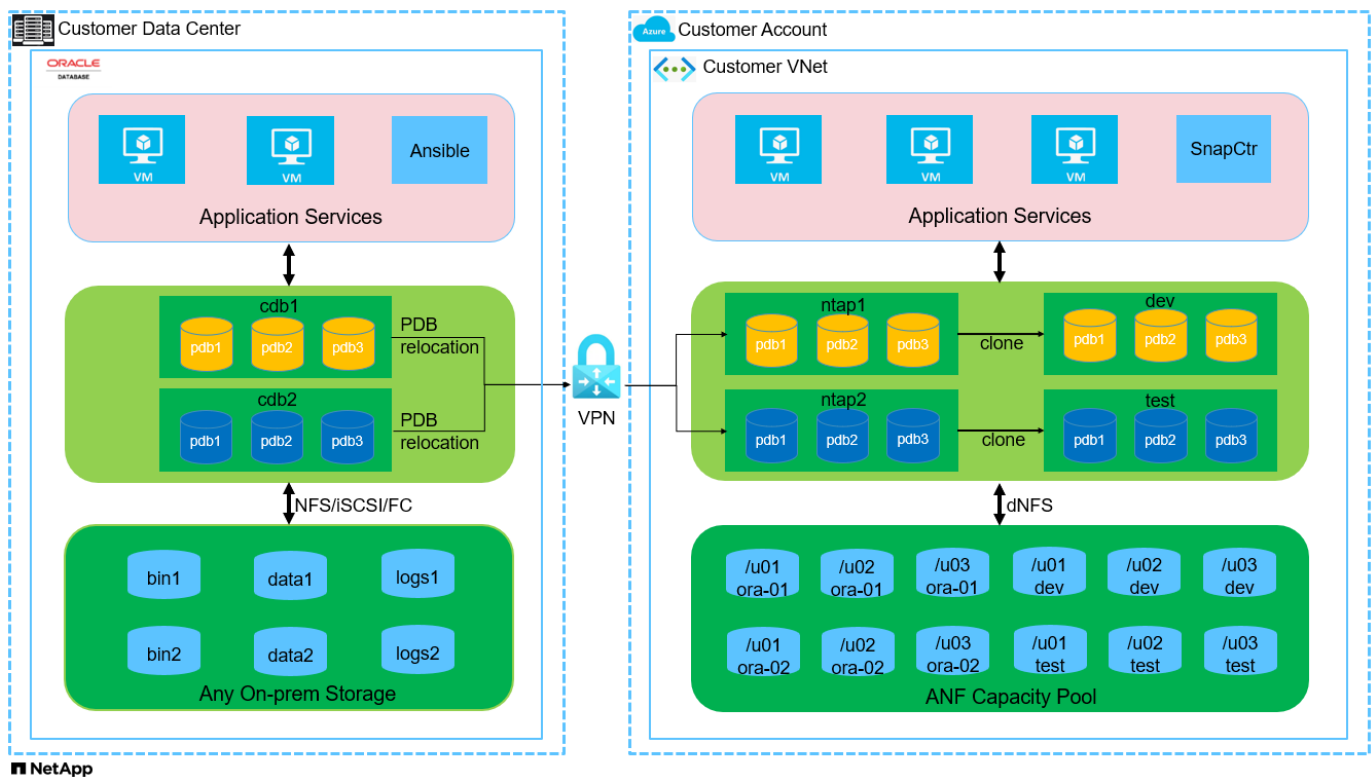 Customer Data Center
ORACLE
DATABASE
VM
VM
Ansible
Application Services
cdb1
pdb1
pdb2
pdb3
PDB
relocation
cdb2
pdb1
pdb2
pdb3
PDB
relocation
NFS/iSCSI/FC
bin1
data1
logs1
bin2
data2
logs2
Any On-prem Storage
VPN
Azure
Customer Account
Customer VNet
VM
VM
VM
SnapCtr
Application Services
ntap1
pdb1
pdb2
pdb3
clone
dev
pdb1
pdb2
pdb3
ntap2
pdb1
pdb2
pdb3
clone
test
pdb1
pdb2
pdb3
dNFS
/u01
ora-01
/u02
ora-01
/u03
ora-01
/u01
dev
/u02
dev
/u03
dev
/u01
ora-02
/u02
ora-02
/u03
ora-02
/u01
test
/u02
test
/u03
test
ANF Capacity Pool
NetApp